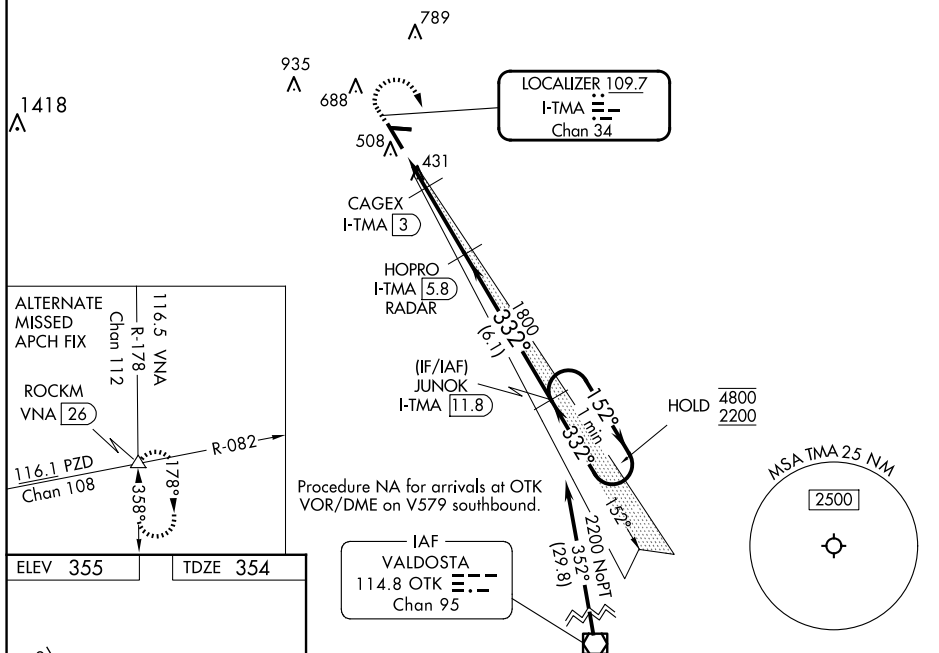 789
935
688
1418
508
431
LOCALIZER 109.7
I-TMA
Chan 34
CAGEX
I-TMA 3
HOPRO
I-TMA 5.8
RADAR
1800
332°
(6.1)
(IF/IAF)
JUNOK
I-TMA 11.8
152°
1 min
332°
HOLD 4800
2200
152°
ALTERNATE
MISSED
APCH FIX
116.5 VNA
R-178
Chan 112
ROCKM
VNA 26
R-082
116.1 PZD
Chan 108
178°
358°
Procedure NA for arrivals at OTK
VOR/DME on V579 southbound.
2200 NoPT
352°
(29.8)
IAF
VALDOSTA
114.8 OTK
Chan 95
MSA TMA 25 NM
2500
ELEV 355
TDZE 354